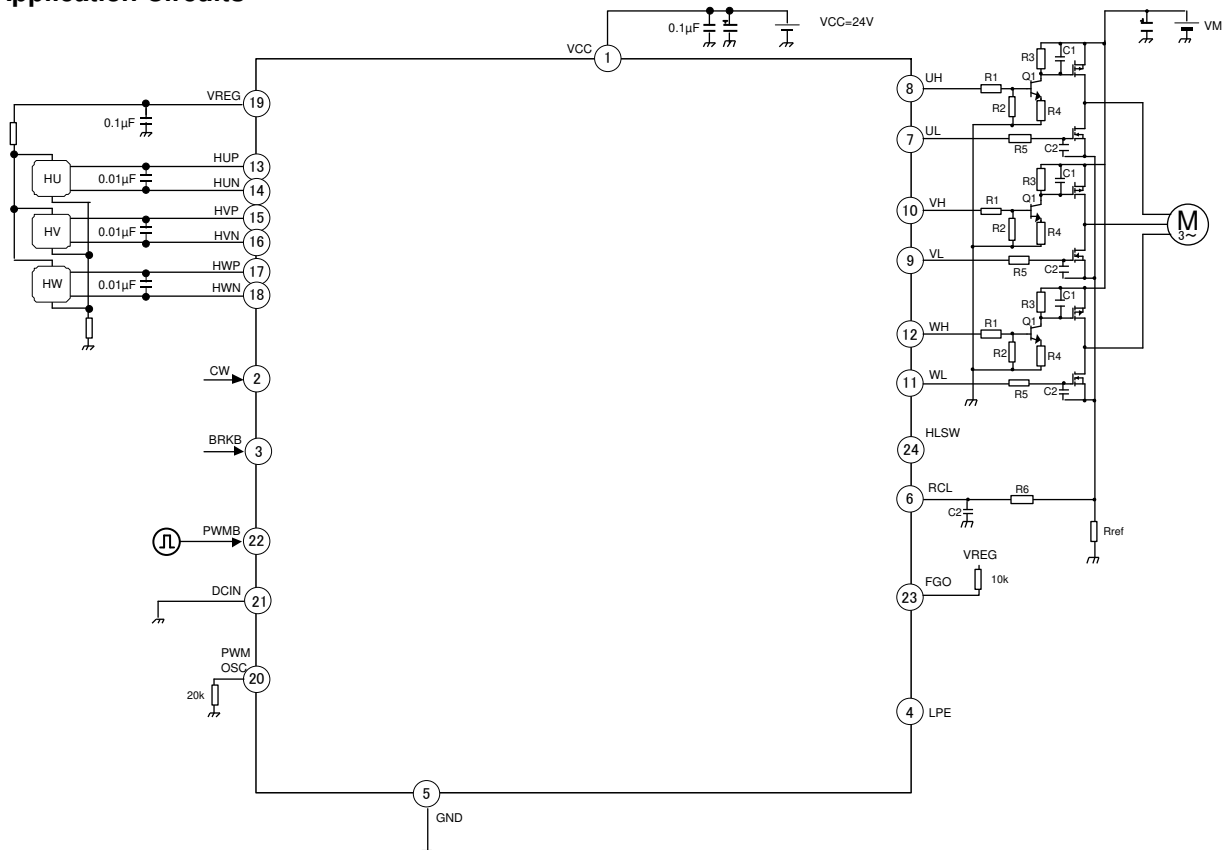 Application Circuits
VCC
1
0.1µF
VCC=24V
VM
VREG
19
0.1µF
HU
HUP
13
0.01µF
HUN
14
HV
HVP
15
0.01µF
HVN
16
HW
HWP
17
0.01µF
HWN
18
CW
2
BRKB
3
PWMB
22
DCIN
21
PWM
OSC
20
20k
5
GND
8
UH
R1
R2
R3
C1
Q1
R4
7
UL
R5
C2
10
VH
R1
R2
R3
C1
Q1
R4
9
VL
R5
C2
12
WH
R1
R2
R3
C1
Q1
R4
11
WL
R5
C2
M
3~
HLSW
24
6
RCL
C2
R6
Rref
VREG
10k
23
FGO
4
LPE